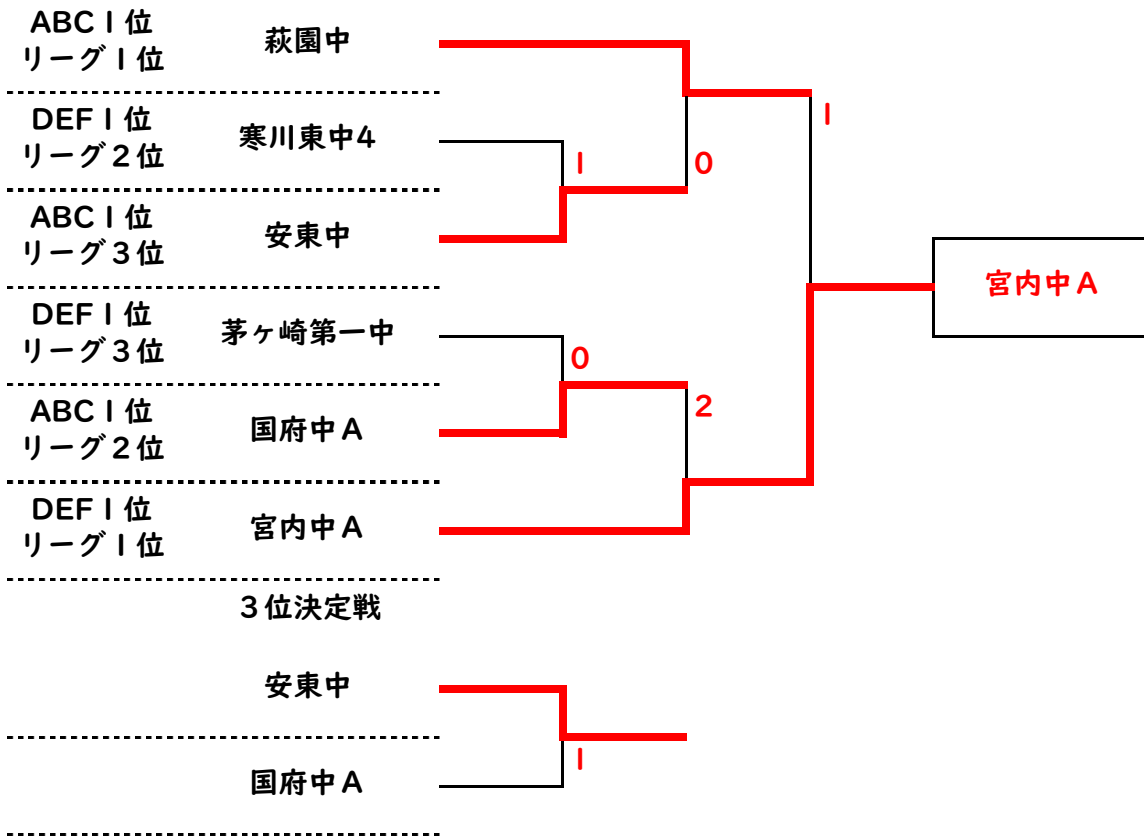 ABC１位
リーグ１位
萩園中
DEF１位
リーグ２位
寒川東中4
ABC１位
リーグ３位
安東中
DEF１位
リーグ３位
茅ヶ崎第一中
ABC１位
リーグ２位
国府中Ａ
DEF１位
リーグ１位
宮内中Ａ
1
0
1
0
2
宮内中Ａ
３位決定戦
安東中
国府中Ａ
1